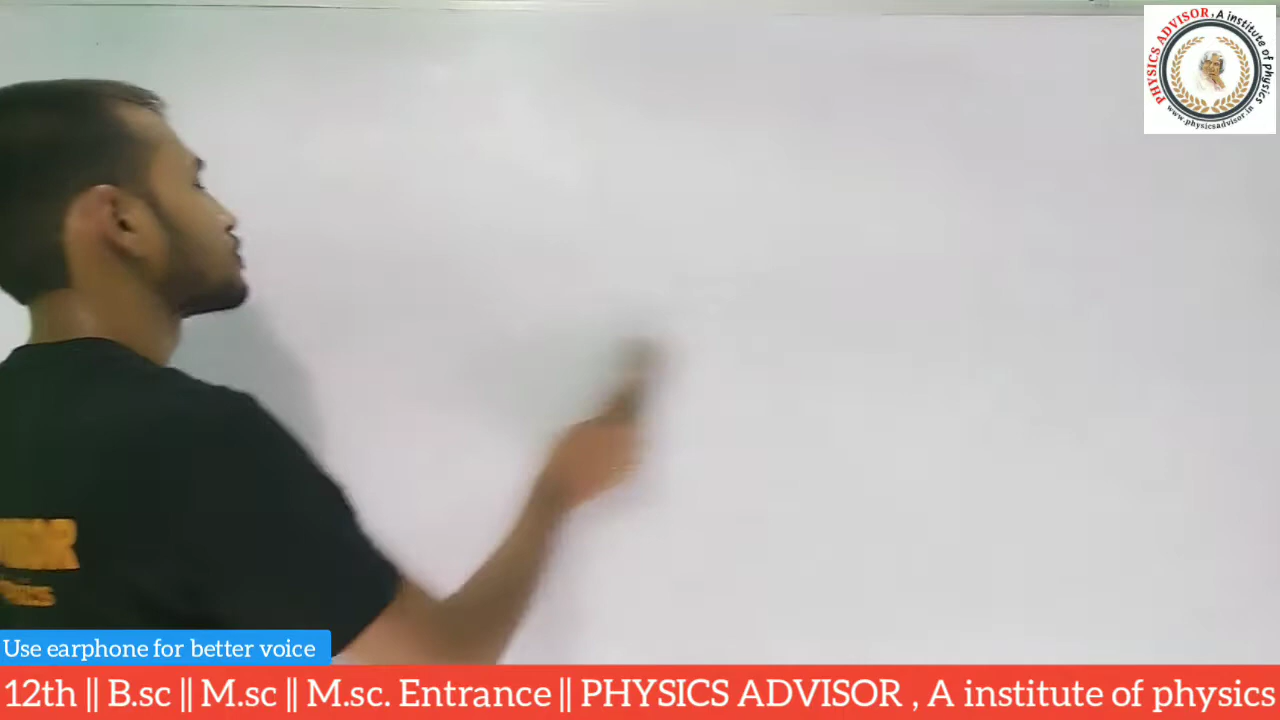 PHYSICS ADVISOR, A institute of physics
www.physicsadvisor.in
Use earphone for better voice
12th || B.sc || M.sc || M.sc. Entrance || PHYSICS ADVISOR , A institute of physics